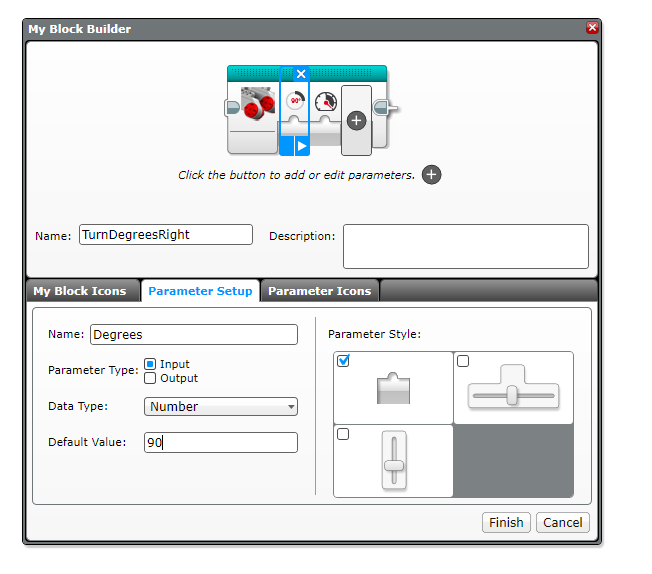 My Block Builder
90°
Click the button to add or edit parameters.
Name: TurnDegreesRight Description:
My Block Icons Parameter Setup Parameter Icons
Name: Degrees
Parameter Type: Input
Output
Data Type: Number
Default Value: 90
Parameter Style:
Finish Cancel